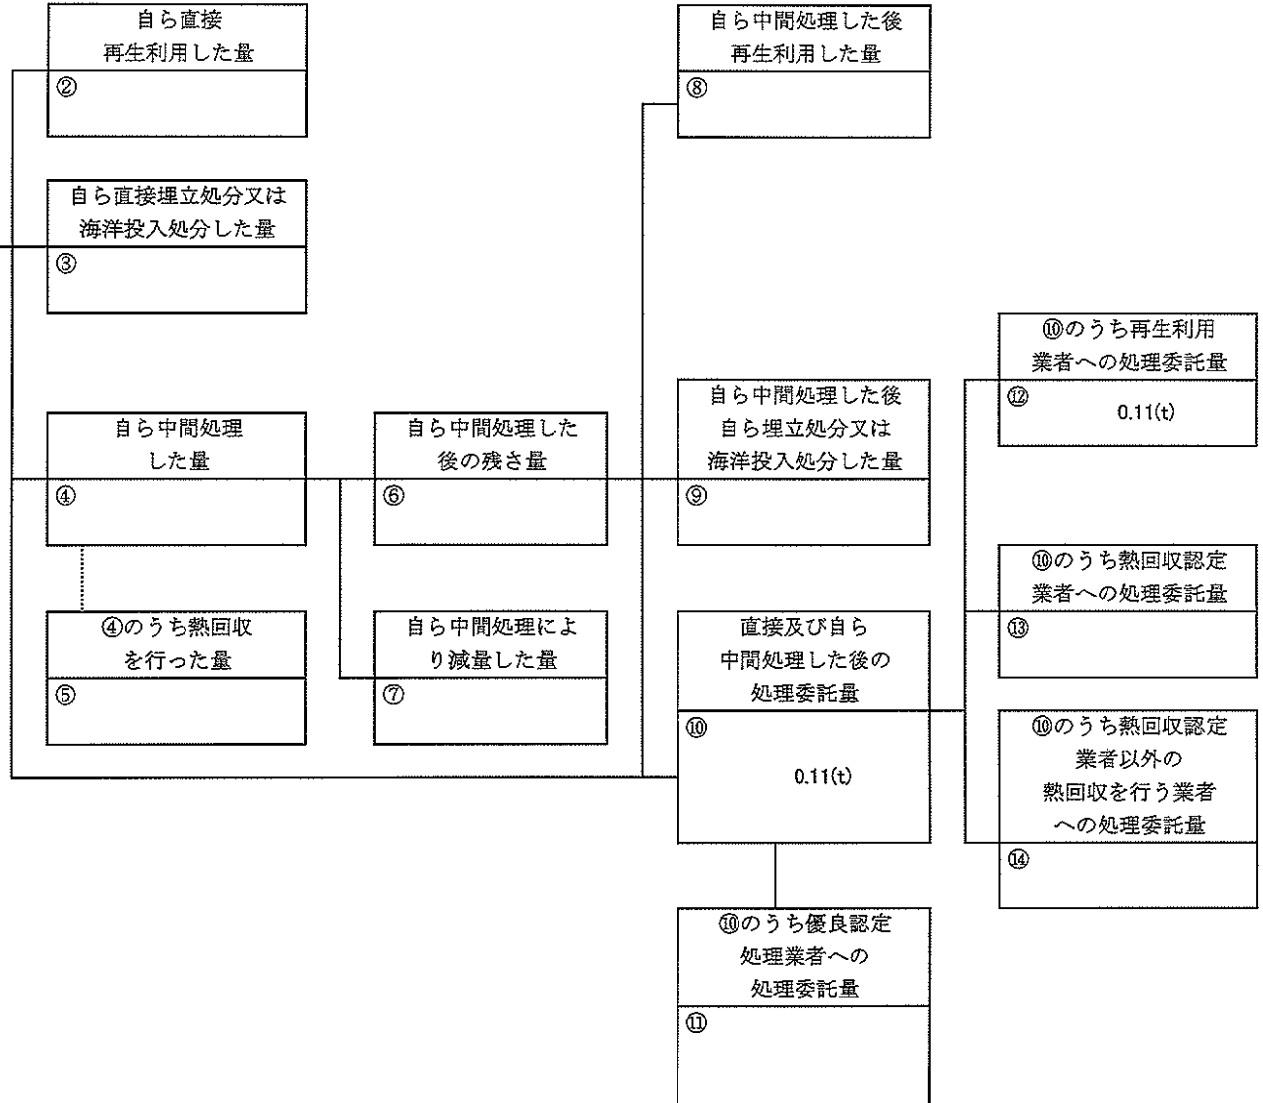 自ら直接
再生利用した量
②
自ら直接埋立処分又は
海洋投入処分した量
③
自ら中間処理
した量
④
④のうち熱回収
を行った量
⑤
自ら中間処理した
後の残さ量
⑥
自ら中間処理によ
り減量した量
⑦
自ら中間処理した後
再生利用した量
⑧
自ら中間処理した後
自ら埋立処分又は
海洋投入処分した量
⑨
直接及び自ら
中間処理した後の
処理委託量
⑩
0.11(t)
⑩のうち優良認定
処理業者への
処理委託量
⑪
⑩のうち再生利用
業者への処理委託量
⑫
0.11(t)
⑩のうち熱回収認定
業者への処理委託量
⑬
⑩のうち熱回収認定
業者以外の
熱回収を行う業者
への処理委託量
⑭